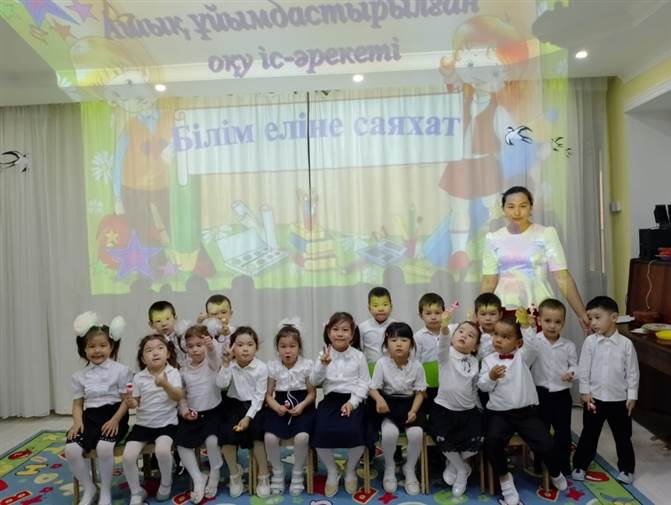 Ашық ұйымдастырылған
оқу іс-әрекеті
Білім еліне саяхат